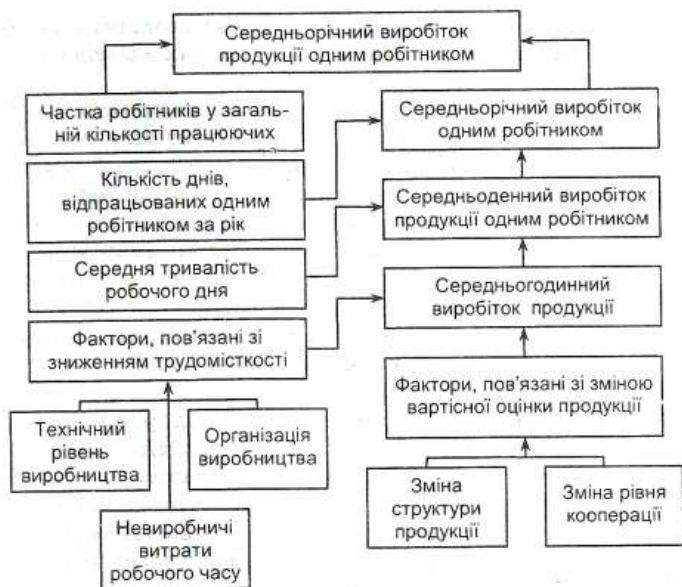 Середньорічний виробіток
продукції одним робітником
Частка робітників у загаль-
ній кількості працюючих
Середньорічний виробіток
одним робітником
Кількість днів,
відпрацьованих одним
робітником за рік
Середньоденний виробіток
продукції одним робітником
Середня тривалість
робочого дня
Середньогодинний
виробіток продукції
Фактори, пов'язані зі
зниженням трудомісткості
Фактори, пов'язані зі зміною
вартісної оцінки продукції
Технічний
рівень
виробництва
Організація
виробництва
Невиробничі
витрати
робочого часу
Зміна
структури
продукції
Зміна рівня
кооперації